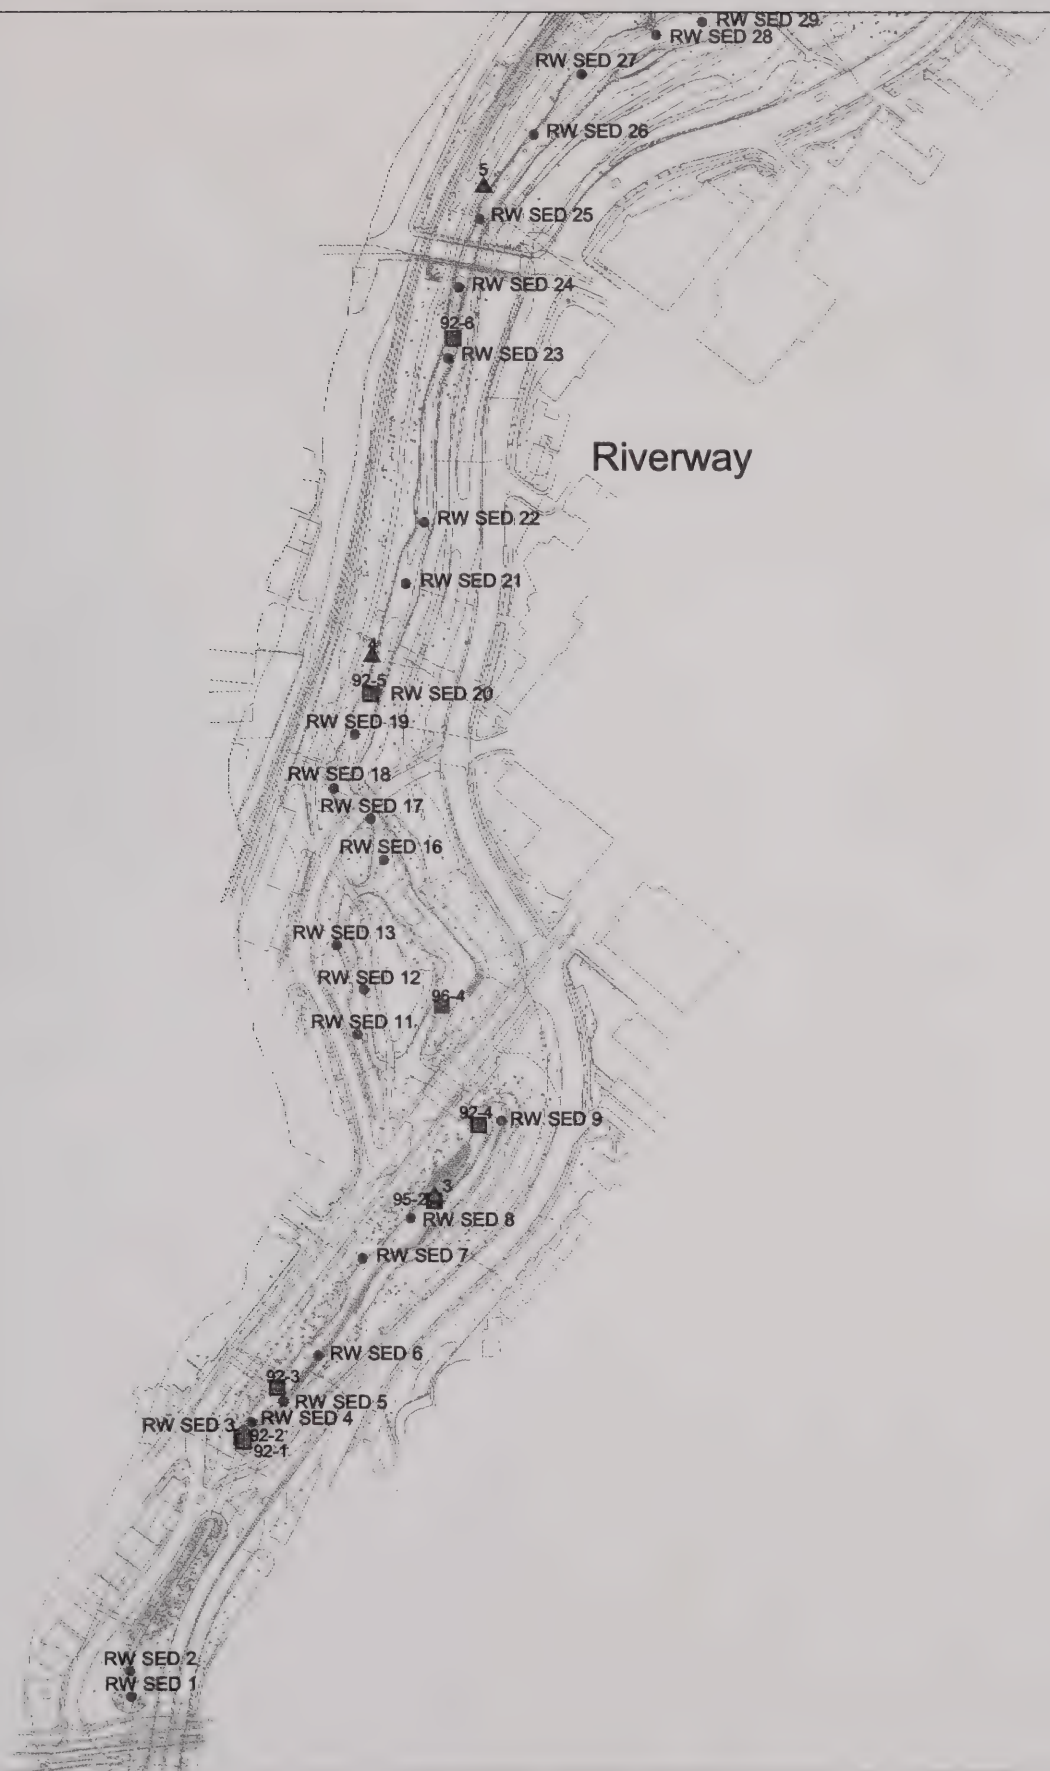 RW SED 29
RW SED 28
RW SED 27
RW SED 26
5
RW SED 25
RW SED 24
92-6
RW SED 23
Riverway
RW SED 22
RW SED 21
4
92-5
RW SED 20
RW SED 19
RW SED 18
RW SED 17
RW SED 16
RW SED 13
RW SED 12
96-4
RW SED 11
92-4
RW SED 9
3
95-2
RW SED 8
RW SED 7
RW SED 6
92-3
RW SED 5
RW SED 4
RW SED 3
92-2
92-1
RW SED 2
RW SED 1